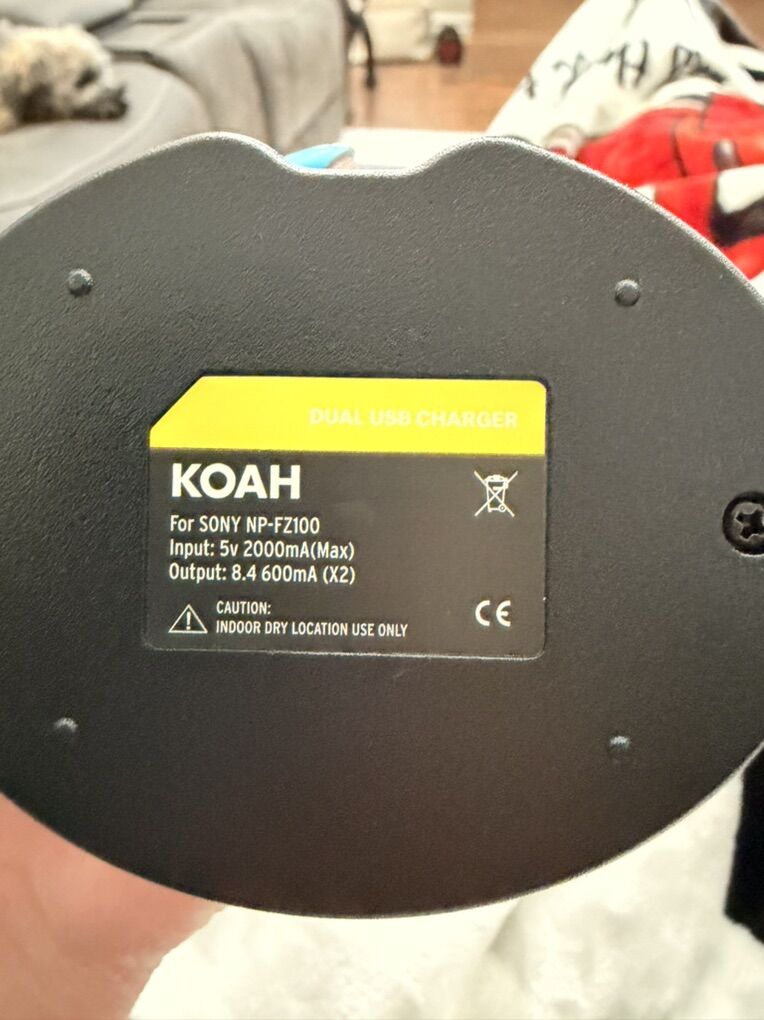 DUAL USB CHARGER
KOAH
For SONY NP-FZ100
Input: 5v 2000mA(Max)
Output: 8.4 600mA (X2)
CAUTION:
INDOOR DRY LOCATION USE ONLY
CE